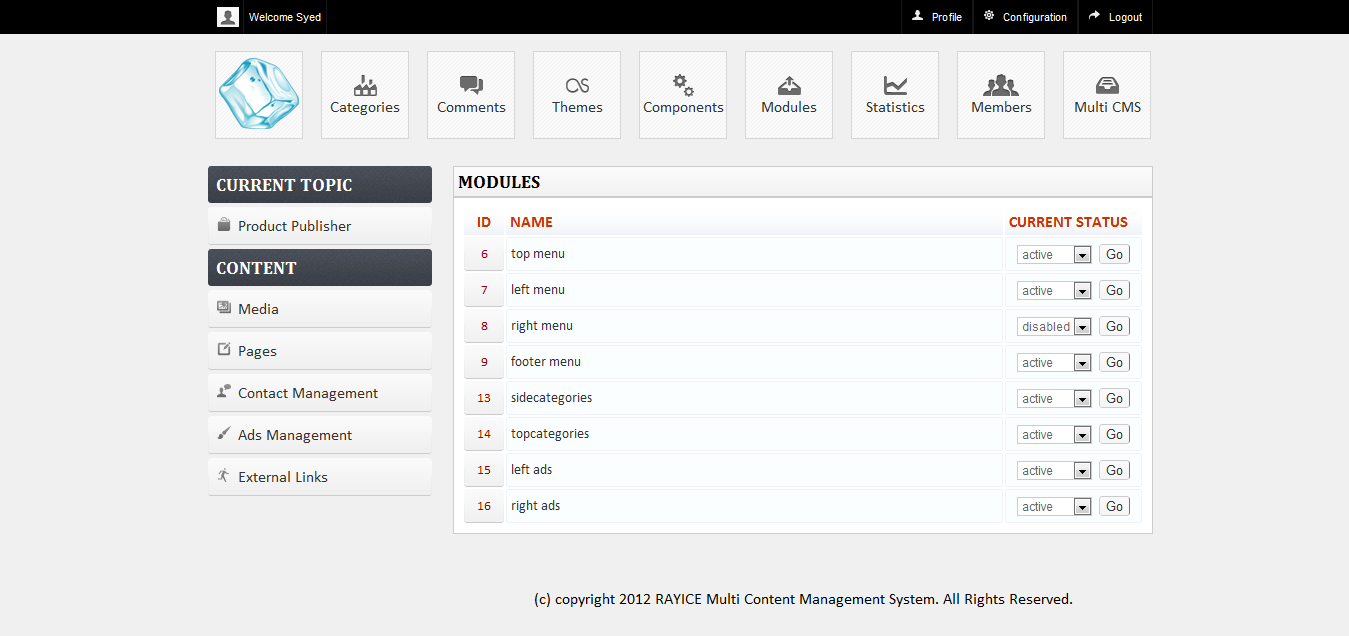 Welcome Syed Profile Configuration Logout
Categories Comments Themes Components Modules Statistics Members Multi CMS
CURRENT TOPIC
Product Publisher
CONTENT
Media
Pages
Contact Management
Ads Management
External Links
MODULES
ID NAME CURRENT STATUS
6 top menu active Go
7 left menu active Go
8 right menu disabled Go
9 footer menu active Go
13 sidecategories active Go
14 topcategories active Go
15 left ads active Go
16 right ads active Go
(c) copyright 2012 RAYICE Multi Content Management System. All Rights Reserved.